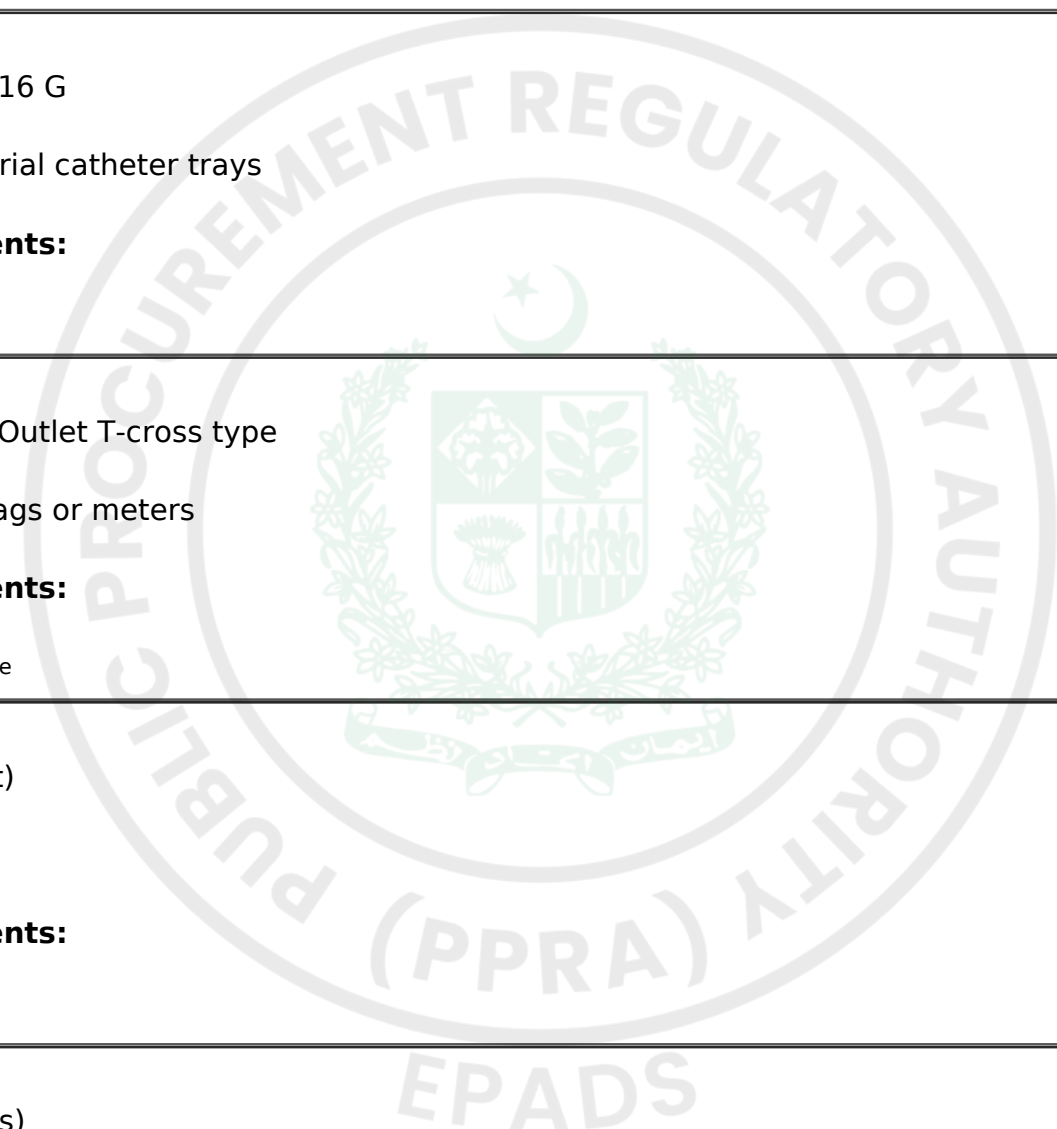 16 G
rial catheter trays
ents:
Outlet T-cross type
ags or meters
ents:
e
t)
ents:
s)
PUBLIC PROCUREMENT REGULATORY AUTHORITY
(PPRA)
EPADS